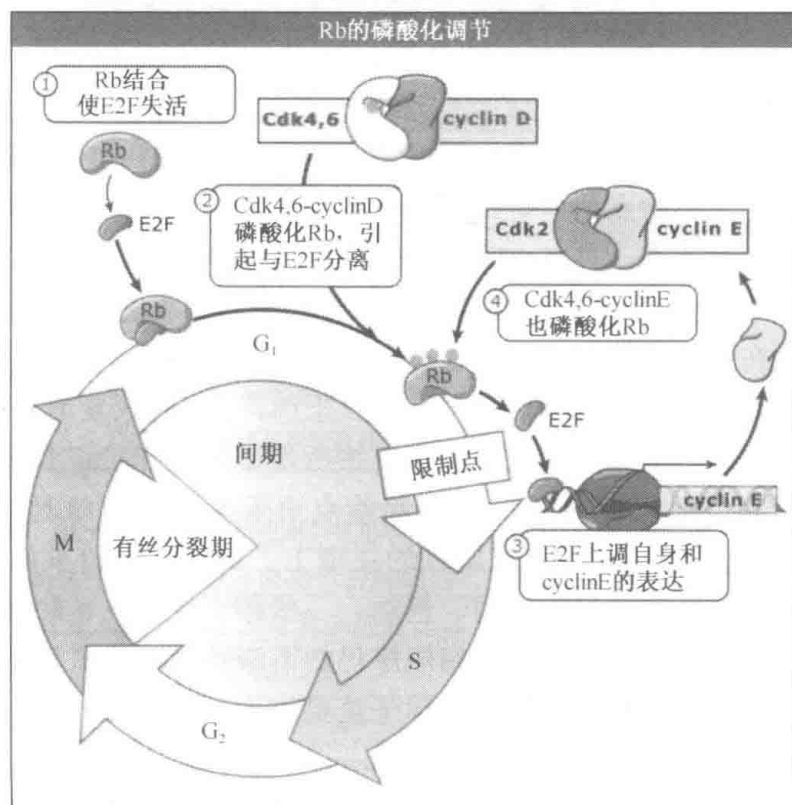 Rb的磷酸化调节
① Rb结合
使E2F失活
Rb
E2F
Rb
Cdk4,6 cyclin D
② Cdk4,6-cyclinD
磷酸化Rb，引
起与E2F分离
Cdk2 cyclin E
④ Cdk4,6-cyclinE
也磷酸化Rb
G₁
Rb
E2F
间期
限制点
cyclin E
M
有丝分裂期
③ E2F上调自身和
cyclinE的表达
S
G₂